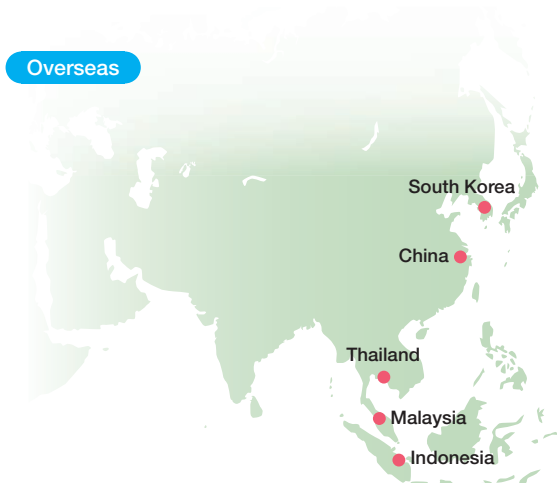 Overseas
South Korea
China
Thailand
Malaysia
Indonesia